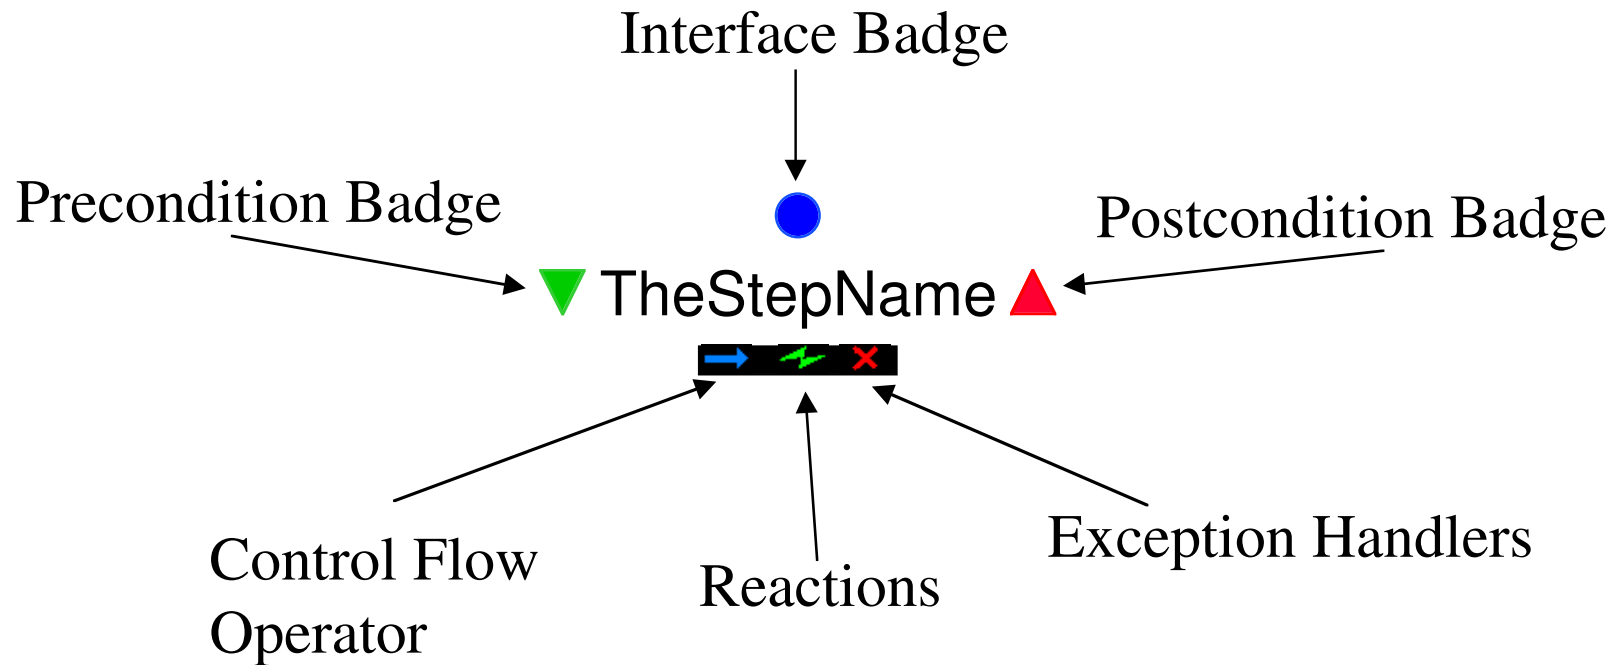 Interface Badge
Precondition Badge
Postcondition Badge
TheStepName
Control Flow
Operator
Reactions
Exception Handlers